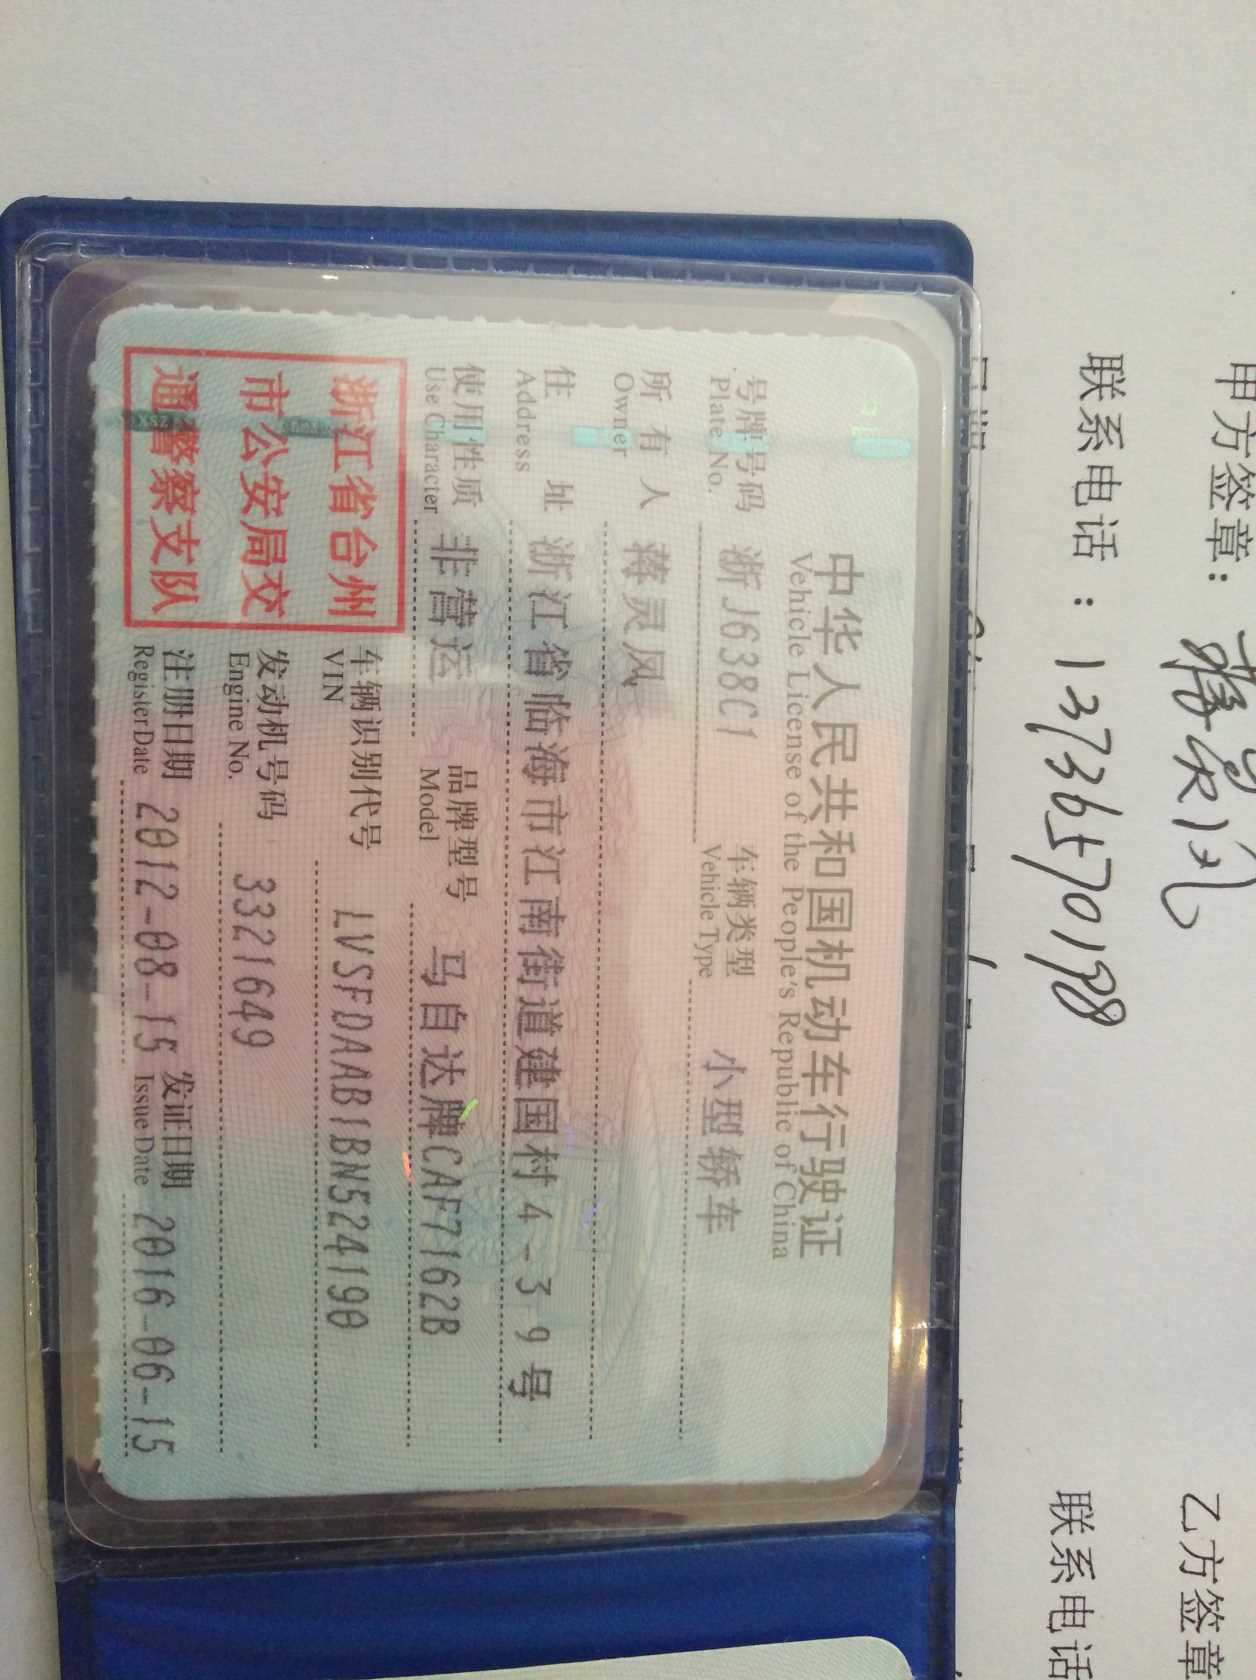 甲方签章：
乙方签章
联系电话：13736570198
联系电话
中华人民共和国机动车行驶证
Vehicle License of the People's Republic of China
号牌号码 浙J638C1 车辆类型 小型轿车
Plate No. Vehicle Type
所有人 蒋灵凤
Owner
住址 浙江省临海市江南街道建国村4-39号
Address
使用性质 非营运 品牌型号 马自达牌CAF7162B
Use Character Model
浙江省台州
市公安局交
通警察支队
车辆识别代号 LVSFDAAB1BN524190
VIN
发动机号码 3321649
Engine No.
注册日期 2012-08-15 发证日期 2016-06-15
Register Date Issue Date